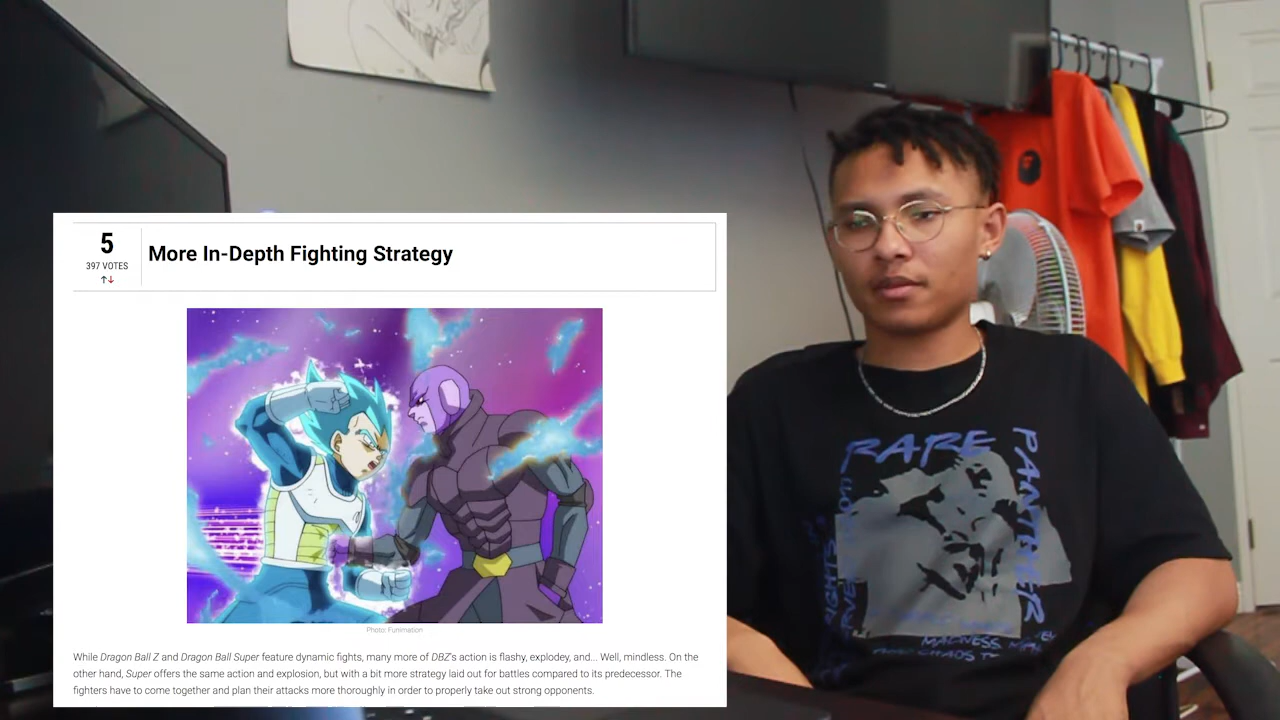 5
397 VOTES
More In-Depth Fighting Strategy
Photo: Funimation
While Dragon Ball Z and Dragon Ball Super feature dynamic fights, many more of DBZ's action is flashy, explodey, and... Well, mindless. On the
other hand, Super offers the same action and explosion, but with a bit more strategy laid out for battles compared to its predecessor. The
fighters have to come together and plan their attacks more thoroughly in order to properly take out strong opponents.
RARE
PANTHER
MADNESS
AND CHAOS